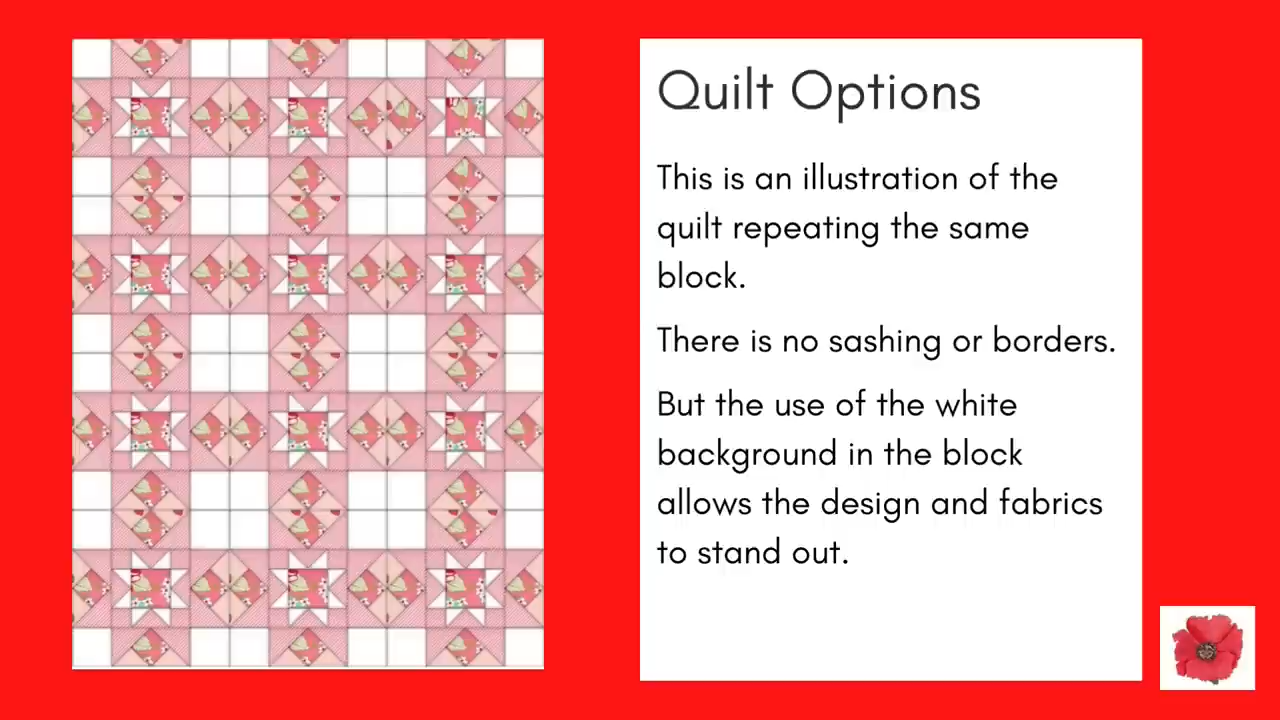 Quilt Options
This is an illustration of the
quilt repeating the same
block.
There is no sashing or borders.
But the use of the white
background in the block
allows the design and fabrics
to stand out.